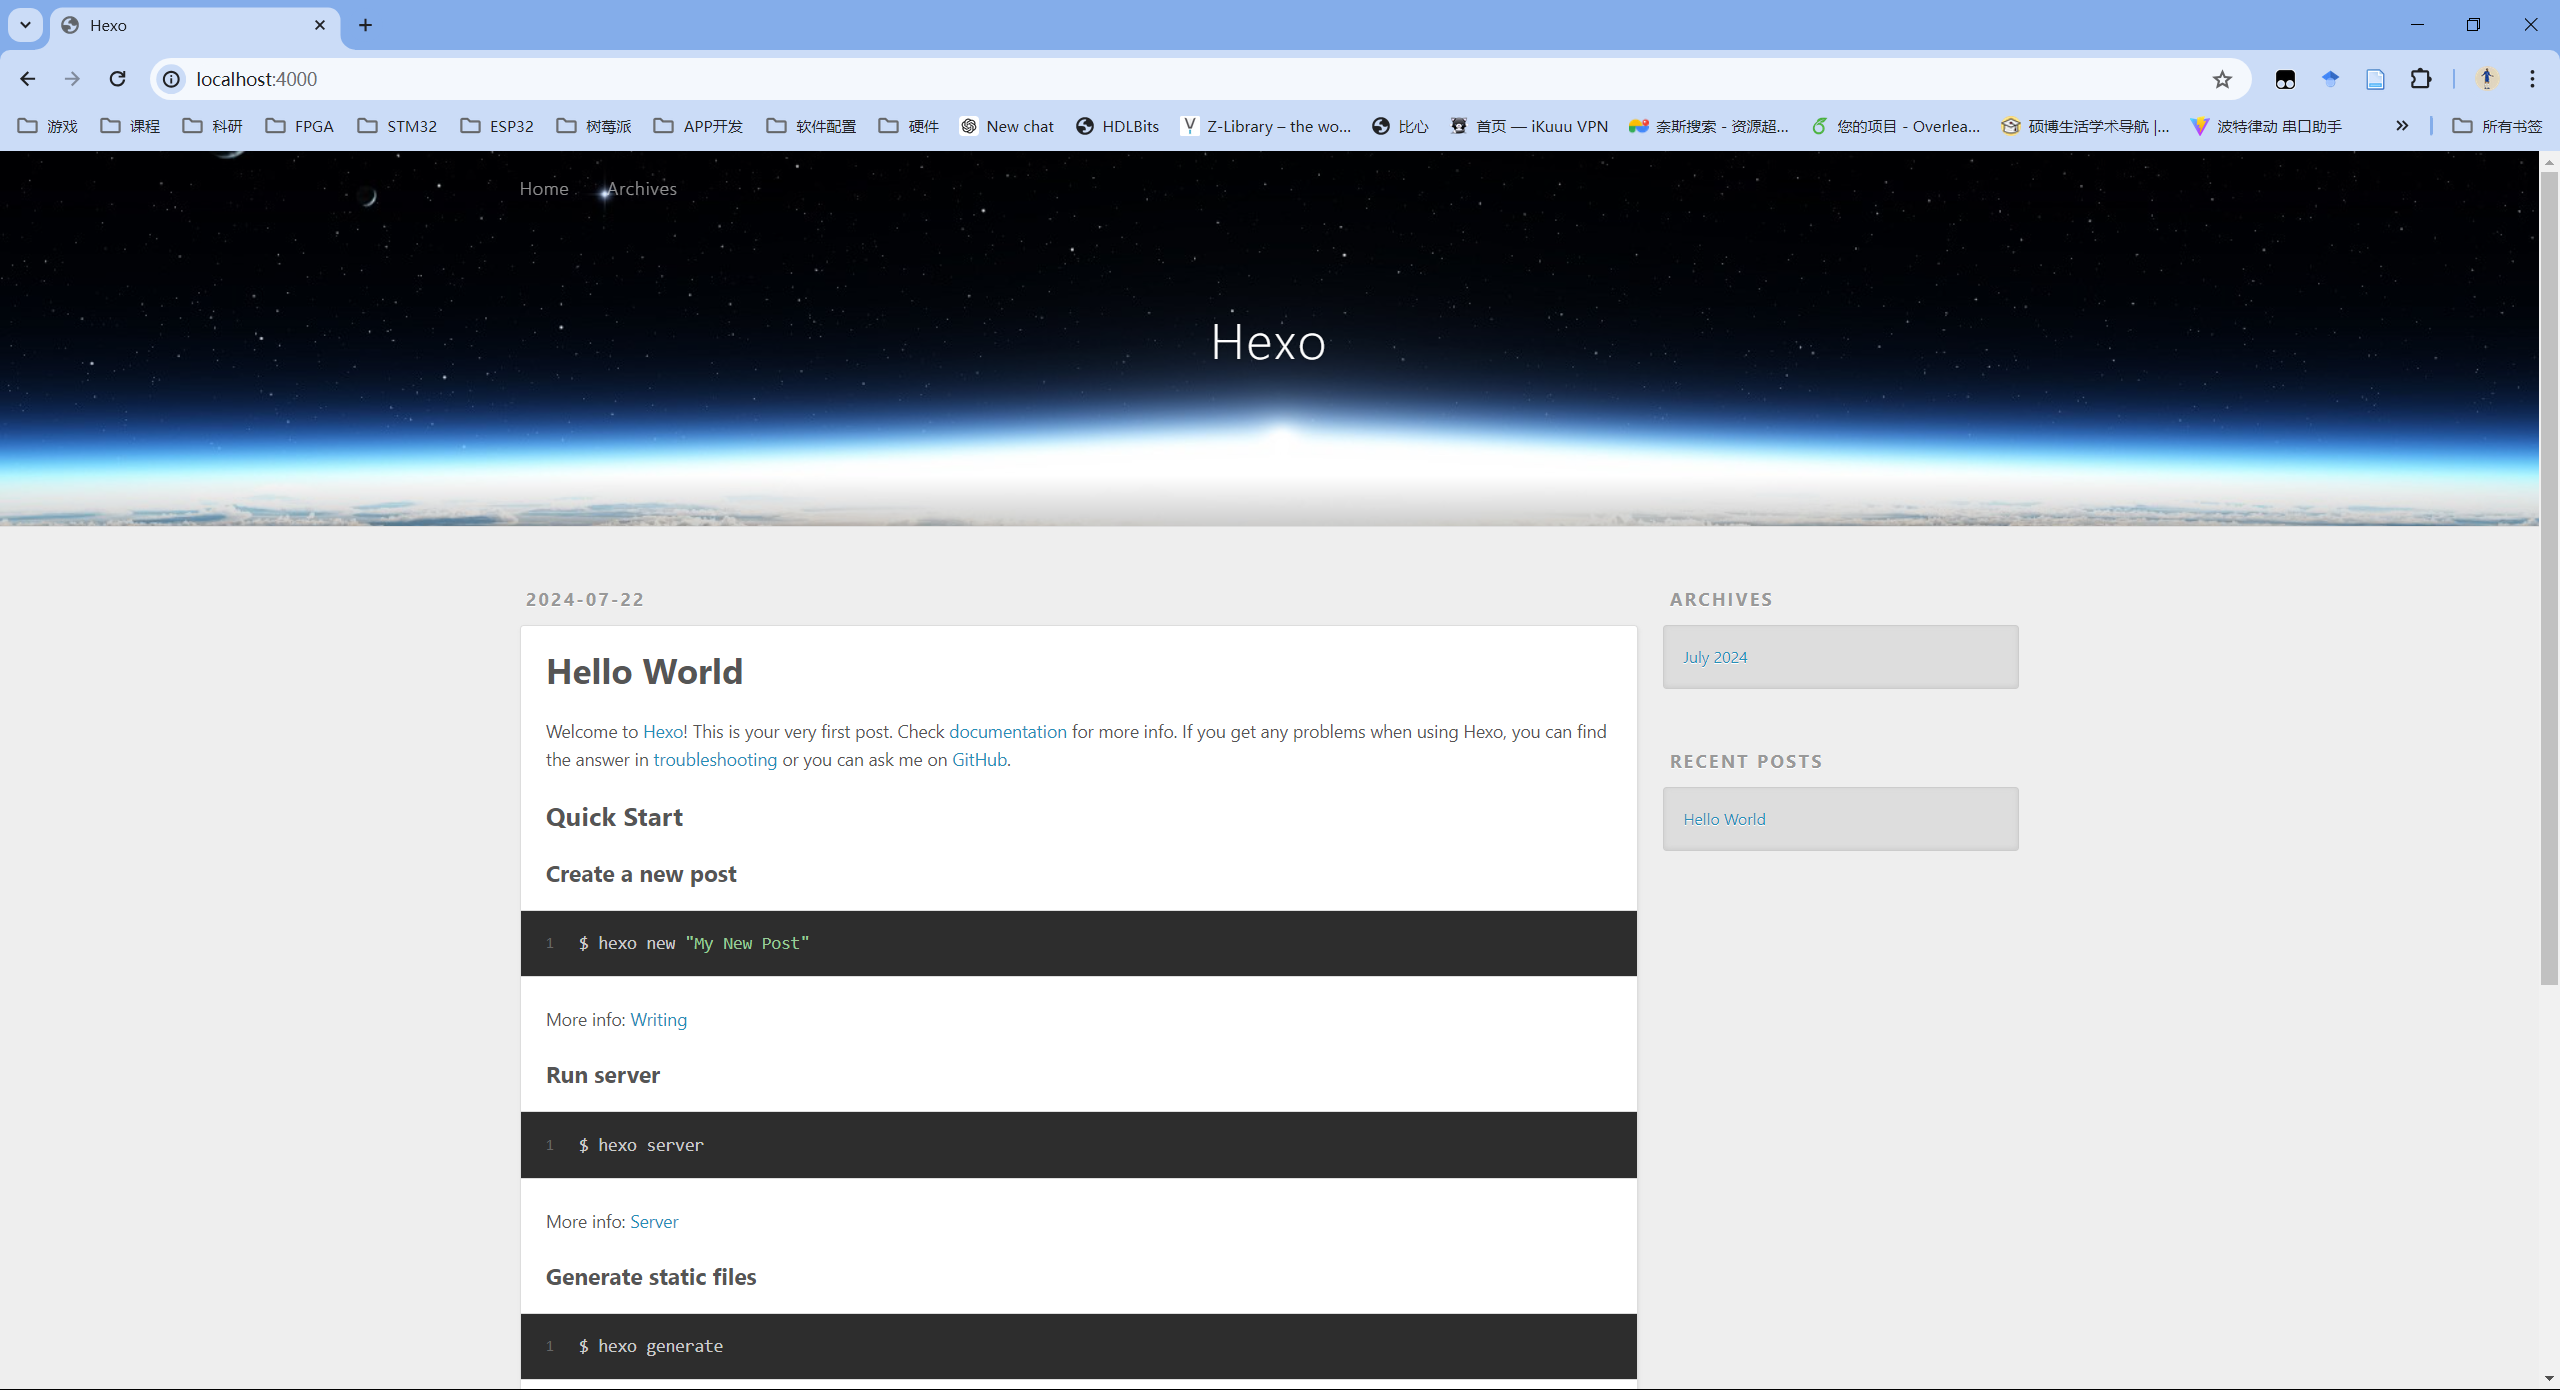 Hexo
localhost:4000
游戏 课程 科研 FPGA STM32 ESP32 树莓派 APP开发 软件配置 硬件 New chat HDLBits Z-Library – the wo... 比心 首页 — iKuuu VPN 奈斯搜索 - 资源超... 您的项目 - Overlea... 硕博生活学术导航 |... 波特律动 串口助手 » 所有书签
Home Archives
Hexo
2024-07-22
Hello World
Welcome to Hexo! This is your very first post. Check documentation for more info. If you get any problems when using Hexo, you can find
the answer in troubleshooting or you can ask me on GitHub.
Quick Start
Create a new post
1 $ hexo new "My New Post"
More info: Writing
Run server
1 $ hexo server
More info: Server
Generate static files
1 $ hexo generate
ARCHIVES
July 2024
RECENT POSTS
Hello World